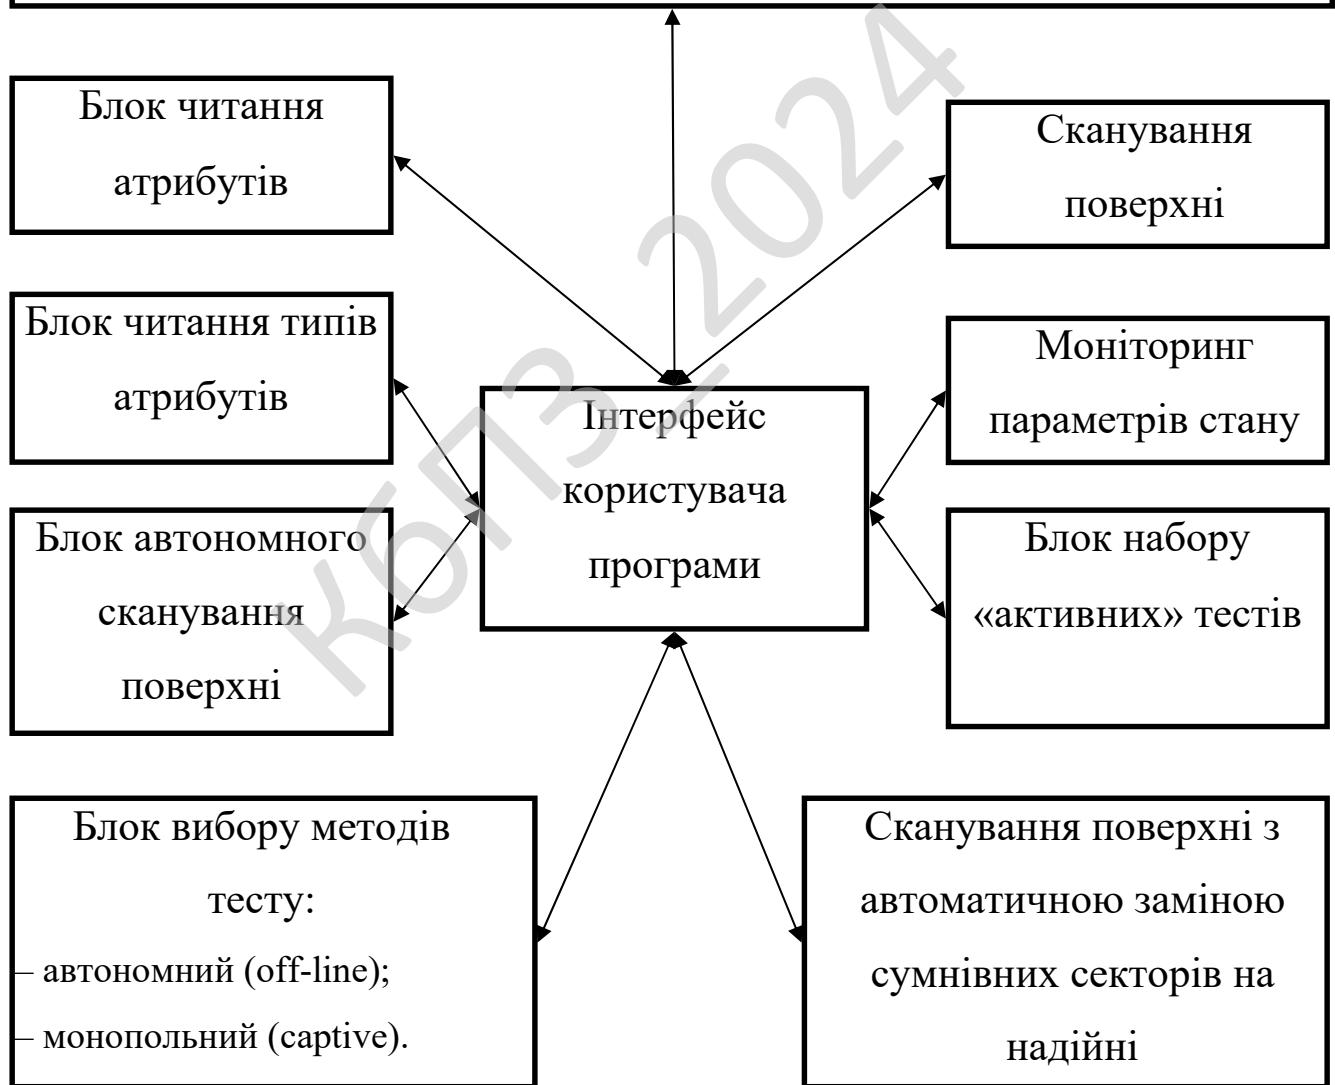 Блок читання
атрибутів
Сканування
поверхні
Блок читання типів
атрибутів
Моніторинг
параметрів стану
Інтерфейс
користувача
програми
Блок автономного
сканування
поверхні
Блок набору
«активних» тестів
Блок вибору методів
тесту:
– автономний (off-line);
– монопольний (captive).
Сканування поверхні з
автоматичною заміною
сумнівних секторів на
надійні
КбПЗ_2024